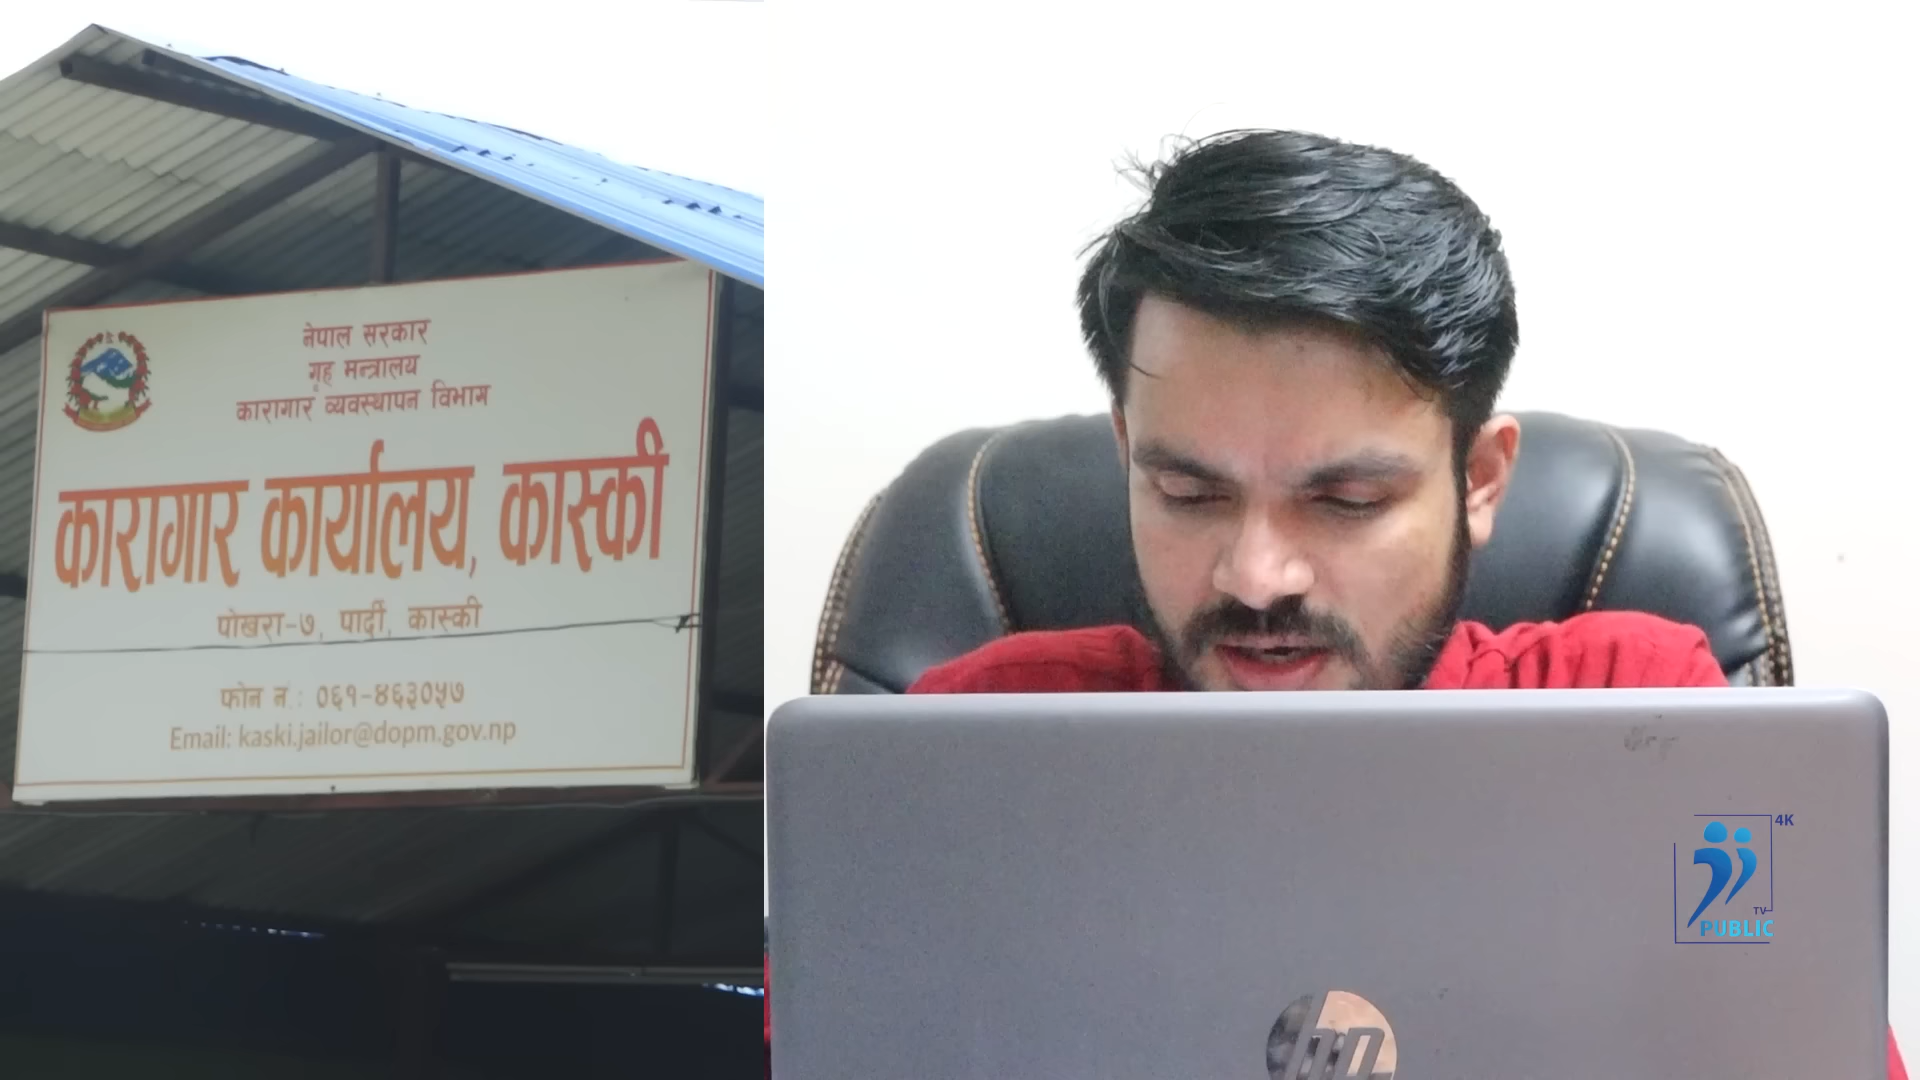 नेपाल सरकार
गृह मन्त्रालय
कारागार व्यवस्थापन विभाग
कारागार कार्यालय, कास्की
पोखरा-७, पार्दी, कास्की
फोन नं.: ०६१-४६३०५७
Email: kaski.jailor@dopm.gov.np
4K
TV
PUBLIC
hp